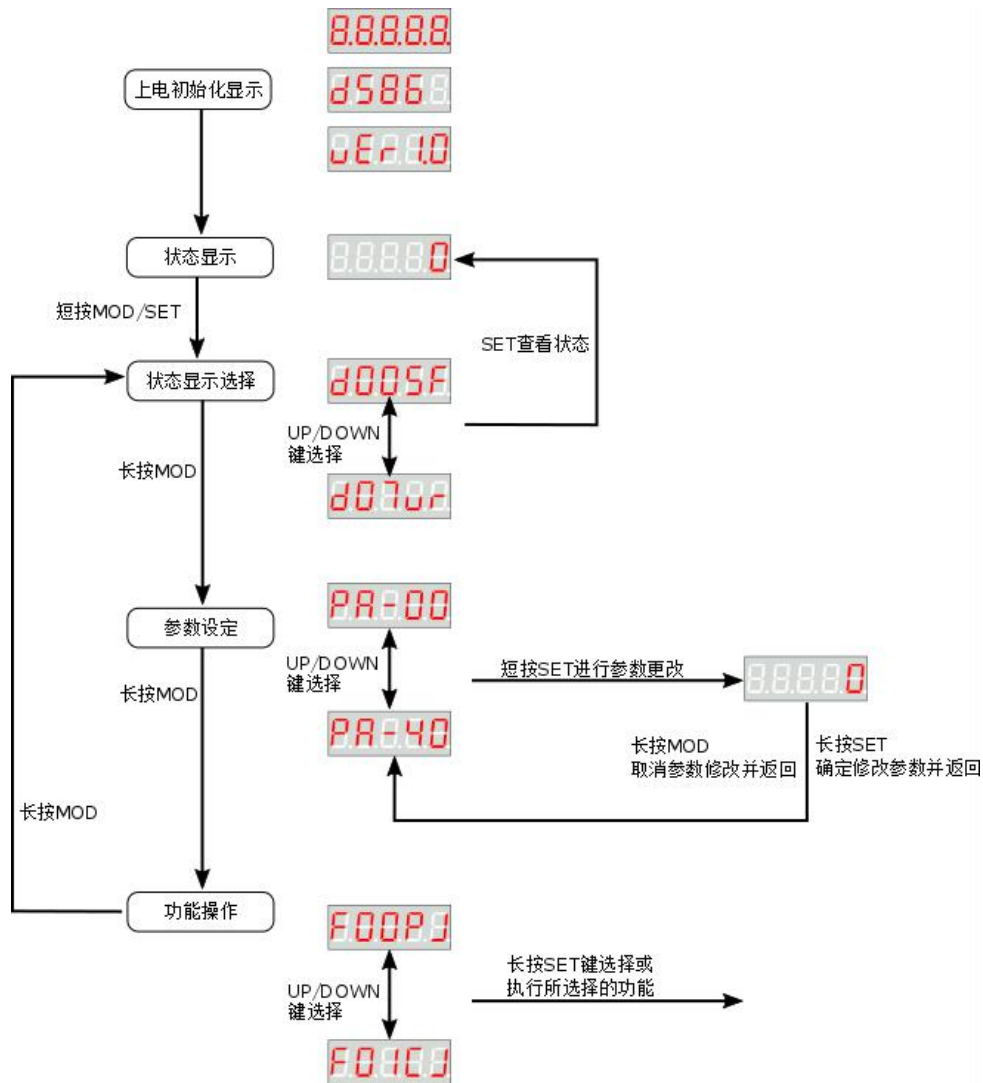 8.8.8.8.8.
上电初始化显示
dS86
vEr1.0
状态显示
0
短按MOD/SET
SET查看状态
状态显示选择
d00SF
UP/DOWN
键选择
长按MOD
d07ur
PA-00
参数设定
UP/DOWN
键选择
短按SET进行参数更改
0
长按MOD
PA-40
长按MOD
取消参数修改并返回
长按SET
确定修改参数并返回
长按MOD
功能操作
F00PJ
长按SET键选择或
执行所选择的功能
UP/DOWN
键选择
F01CJ